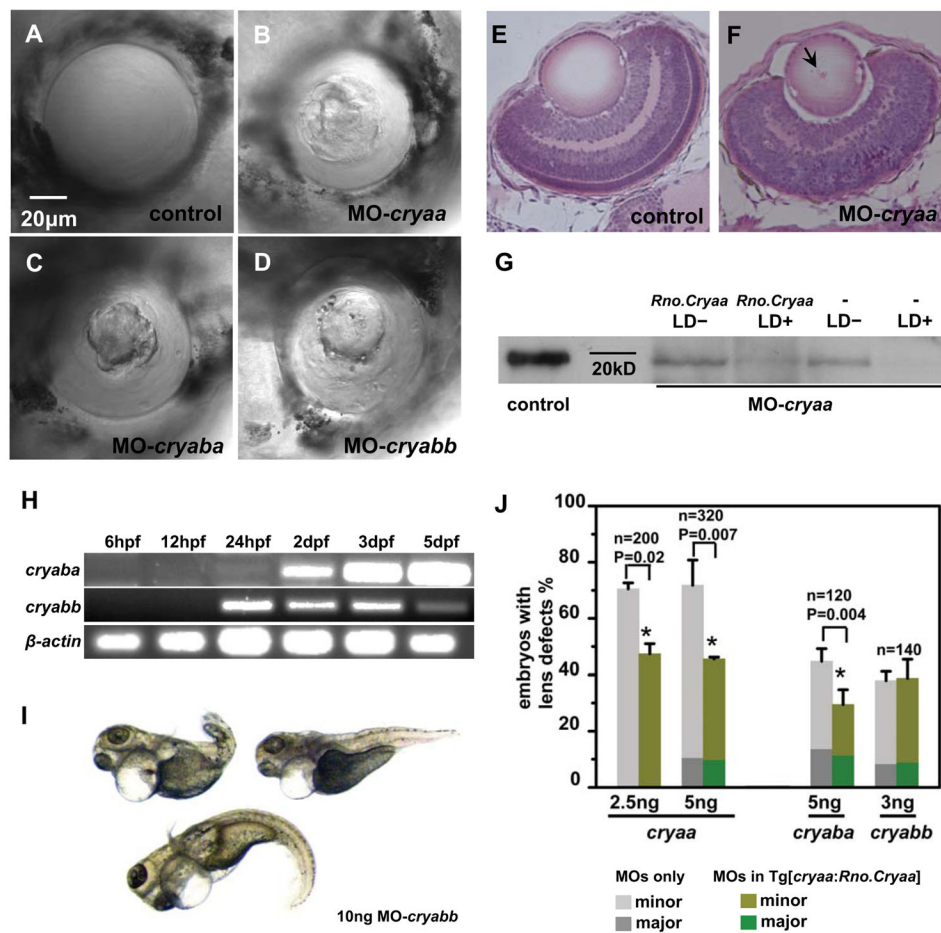 A
B
E
F
20µm
control
MO-cryaa
control
MO-cryaa
C
D
MO-cryaba
MO-cryabb
G
Rno.Cryaa Rno.Cryaa - -
LD− LD+ LD− LD+
20kD
control
MO-cryaa
H
6hpf 12hpf 24hpf 2dpf 3dpf 5dpf
cryaba
cryabb
β-actin
I
10ng MO-cryabb
J
embryos with
lens defects %
100
80
60
40
20
0
n=200
P=0.02
n=320
P=0.007
n=120
P=0.004
n=140
* * *
2.5ng 5ng 5ng 3ng
cryaa cryaba cryabb
MOs only MOs in Tg[cryaa:Rno.Cryaa]
minor minor
major major